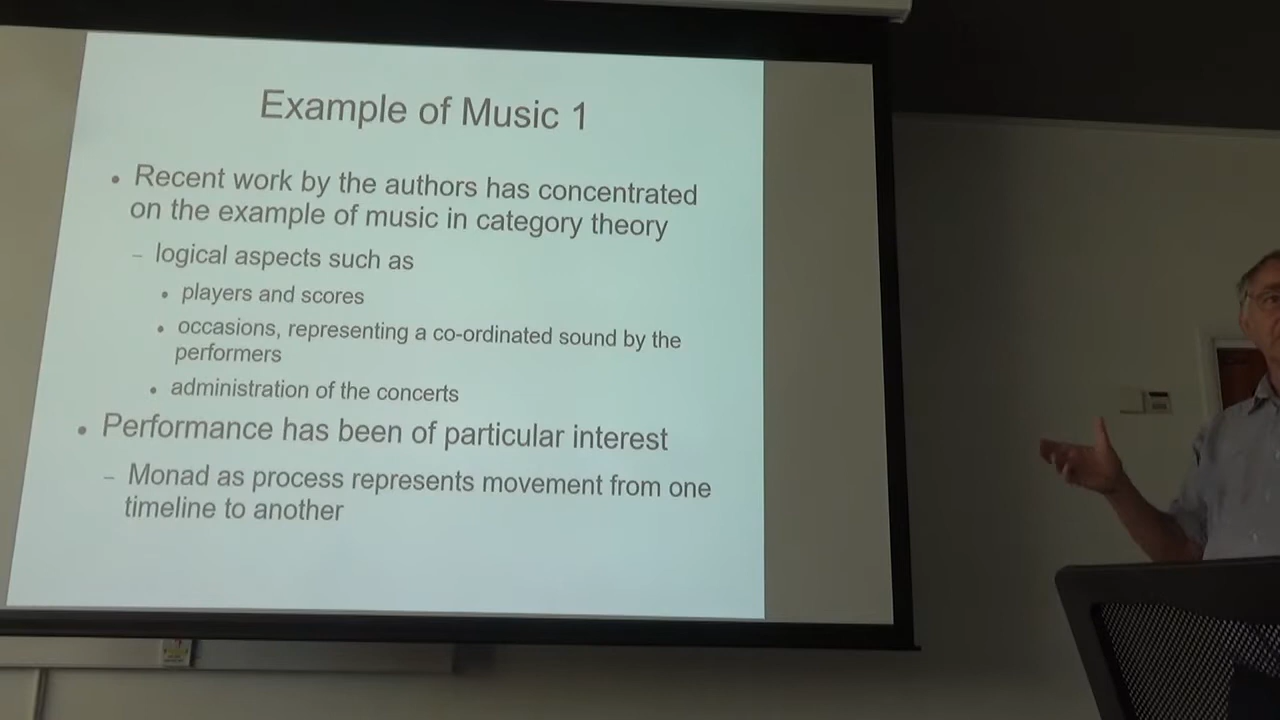 Example of Music 1
• Recent work by the authors has concentrated
on the example of music in category theory
– logical aspects such as
• players and scores
• occasions, representing a co-ordinated sound by the
performers
• administration of the concerts
• Performance has been of particular interest
– Monad as process represents movement from one
timeline to another